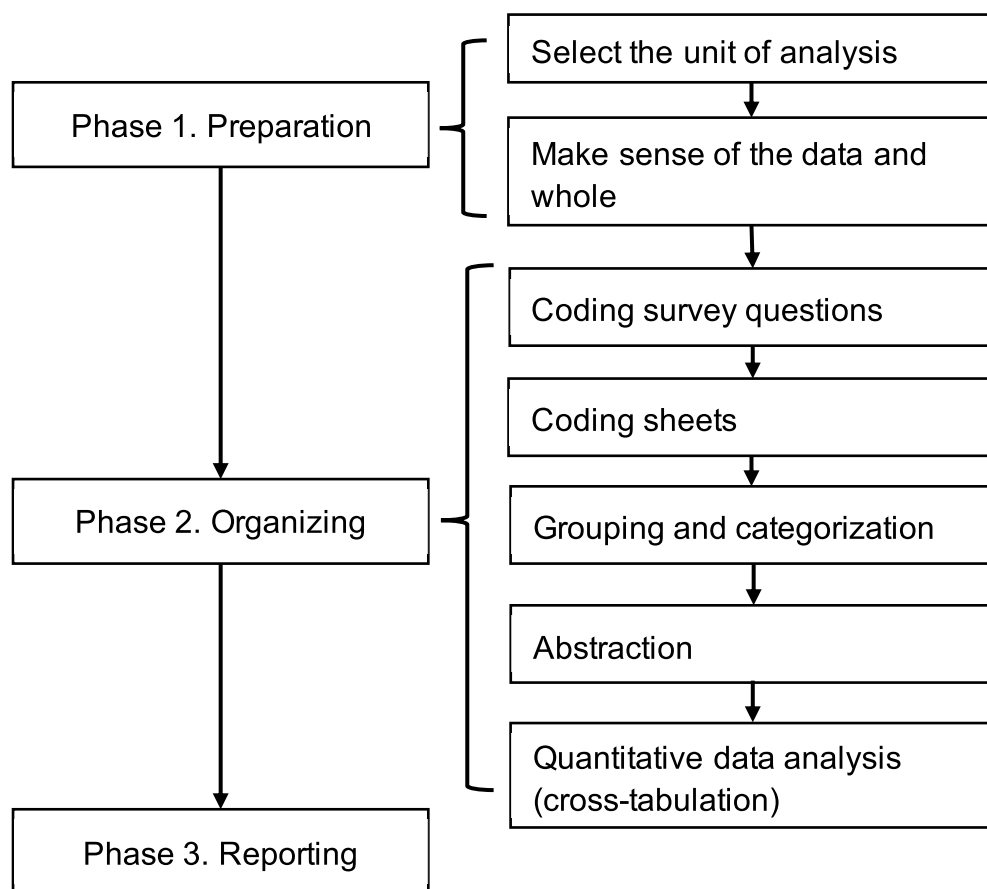 Phase 1. Preparation
Select the unit of analysis
Make sense of the data and
whole
Phase 2. Organizing
Coding survey questions
Coding sheets
Grouping and categorization
Abstraction
Quantitative data analysis
(cross-tabulation)
Phase 3. Reporting